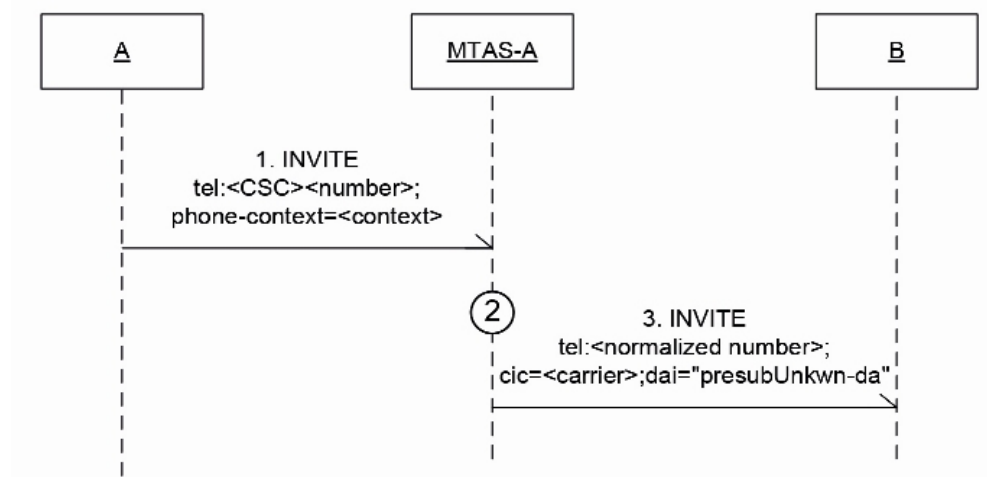 A
MTAS-A
B
1. INVITE
tel:<CSC><number>;
phone-context=<context>
2
3. INVITE
tel:<normalized number>;
cic=<carrier>;dai="presubUnkwn-da"